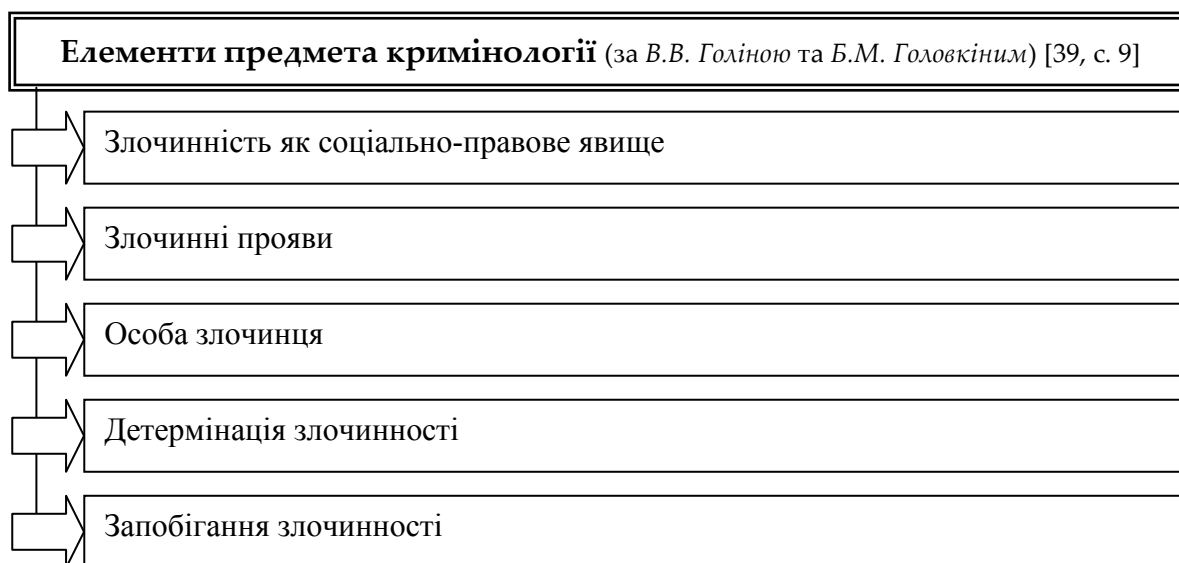 Елементи предмета кримінології (за В.В. Голіною та Б.М. Головкіним) [39, с. 9]
Злочинність як соціально-правове явище
Злочинні прояви
Особа злочинця
Детермінація злочинності
Запобігання злочинності